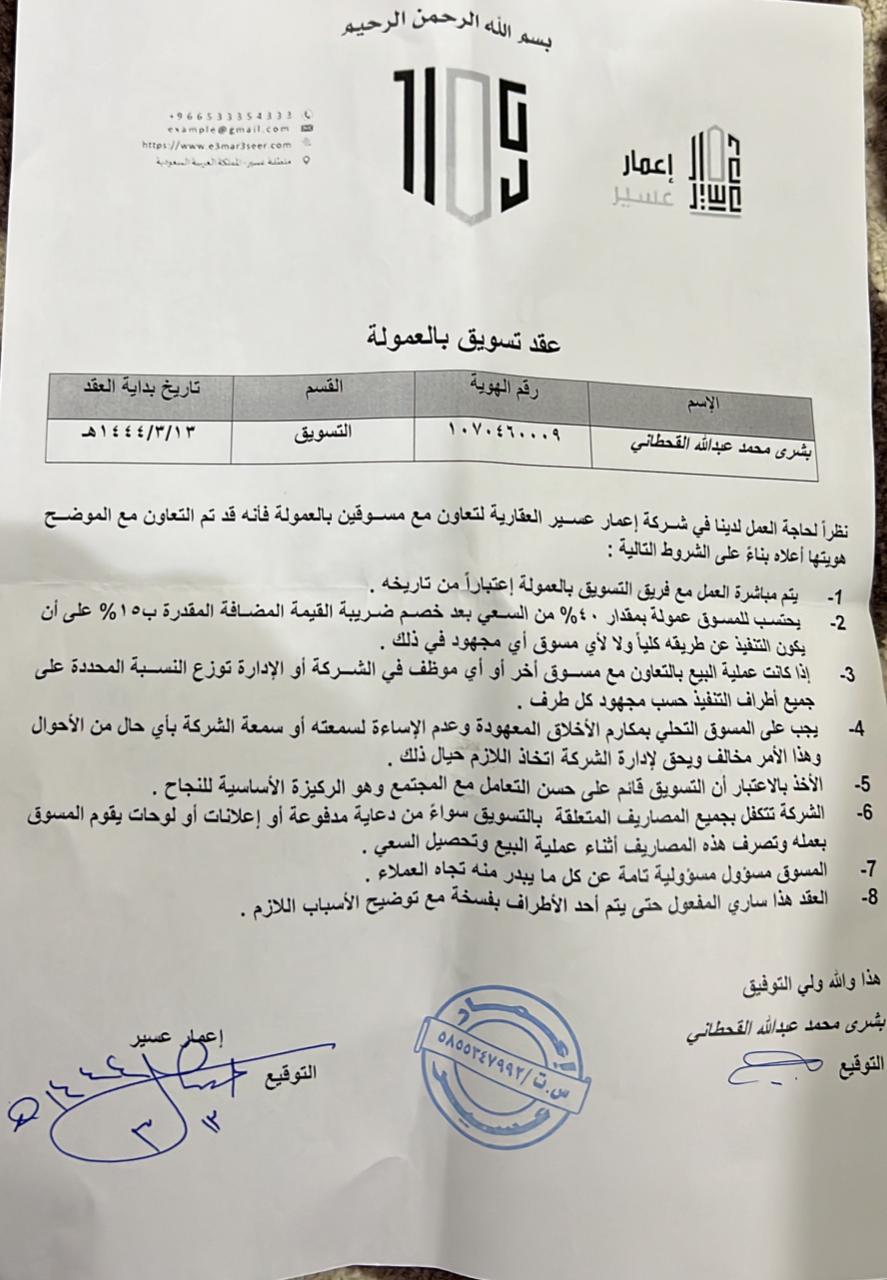 بسم الله الرحمن الرحيم
+966533354333
example@gmail.com
https://www.e3mar3seer.com
منطقة عسير-المملكة العربية السعودية
إعمار
عسير
عقد تسويق بالعمولة
الإسم	رقم الهوية	القسم	تاريخ بداية العقد
بشرى محمد عبدالله القحطاني	١٠٧٠٤٦٠٠٠٩	التسويق	١٤٤٤/٣/١٣هـ
نظراً لحاجة العمل لدينا في شركة إعمار عسير العقارية لتعاون مع مسوقين بالعمولة فأنه قد تم التعاون مع الموضح
هويتها أعلاه بناءً على الشروط التالية :
1- يتم مباشرة العمل مع فريق التسويق بالعمولة إعتباراً من تاريخه .
2- يحتسب للمسوق عمولة بمقدار ٤٠% من السعي بعد خصم ضريبة القيمة المضافة المقدرة ب١٥% على أن
يكون التنفيذ عن طريقه كلياً ولا لأي مسوق أي مجهود في ذلك .
3- إذا كانت عملية البيع بالتعاون مع مسوق أخر أو أي موظف في الشركة أو الإدارة توزع النسبة المحددة على
جميع أطراف التنفيذ حسب مجهود كل طرف .
4- يجب على المسوق التحلي بمكارم الأخلاق المعهودة وعدم الإساءة لسمعته أو سمعة الشركة بأي حال من الأحوال
وهذا الأمر مخالف ويحق لإدارة الشركة اتخاذ اللازم حيال ذلك .
5- الأخذ بالاعتبار أن التسويق قائم على حسن التعامل مع المجتمع وهو الركيزة الأساسية للنجاح .
6- الشركة تتكفل بجميع المصاريف المتعلقة بالتسويق سواءً من دعاية مدفوعة أو إعلانات أو لوحات يقوم المسوق
بعمله وتصرف هذه المصاريف أثناء عملية البيع وتحصيل السعي .
7- المسوق مسؤول مسؤولية تامة عن كل ما يبدر منه تجاه العملاء .
8- العقد هذا ساري المفعول حتى يتم أحد الأطراف بفسخة مع توضيح الأسباب اللازم .
هذا والله ولي التوفيق
بشرى محمد عبدالله القحطاني
التوقيع
إعمار
س.ت/٥٨٥٥٣٤٧٩٩٢
عسير
إعمار عسير
التوقيع
١٤٤٤هـ
٣
١٣